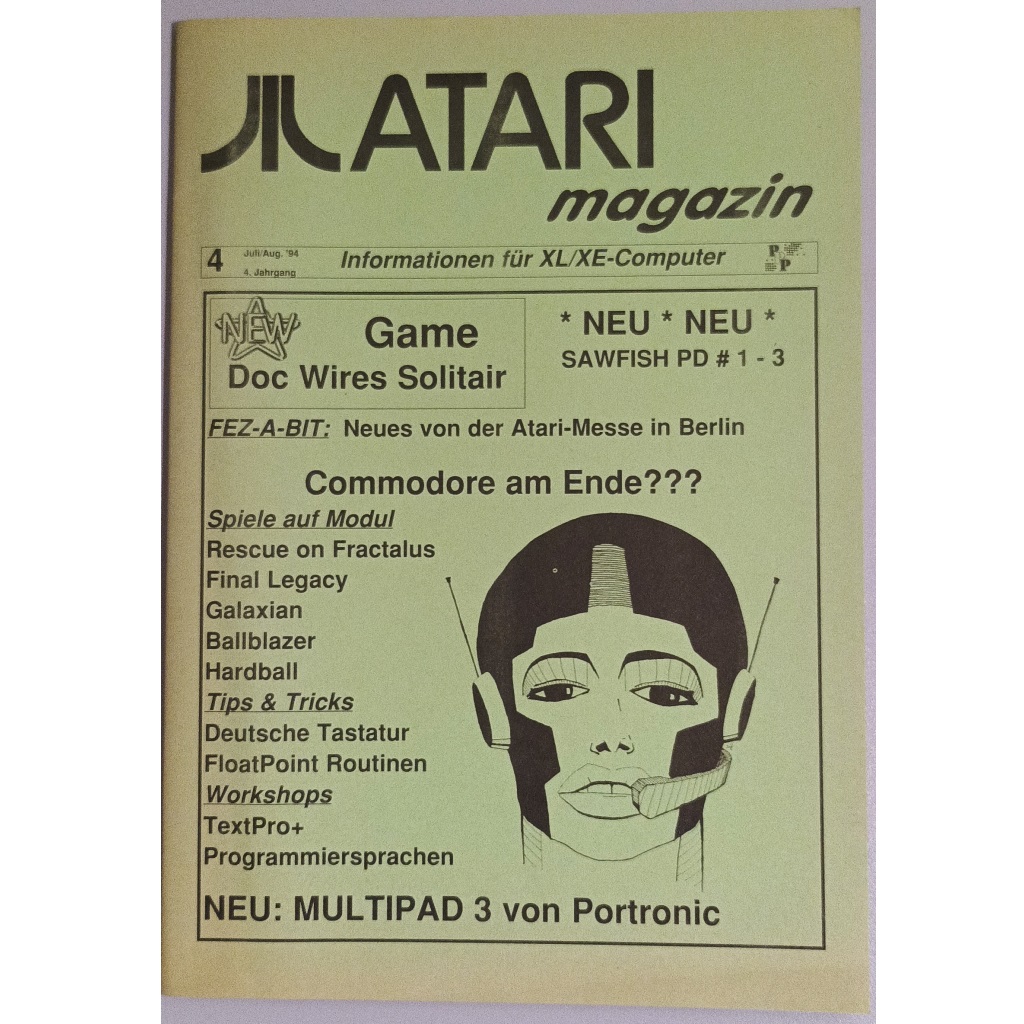 ATARI
magazin
4 Juli/Aug. '94 4. Jahrgang Informationen für XL/XE-Computer PP
NEW Game
Doc Wires Solitair
* NEU * NEU *
SAWFISH PD # 1 - 3
FEZ-A-BIT: Neues von der Atari-Messe in Berlin
Commodore am Ende???
Spiele auf Modul
Rescue on Fractalus
Final Legacy
Galaxian
Ballblazer
Hardball
Tips & Tricks
Deutsche Tastatur
FloatPoint Routinen
Workshops
TextPro+
Programmiersprachen
NEU: MULTIPAD 3 von Portronic